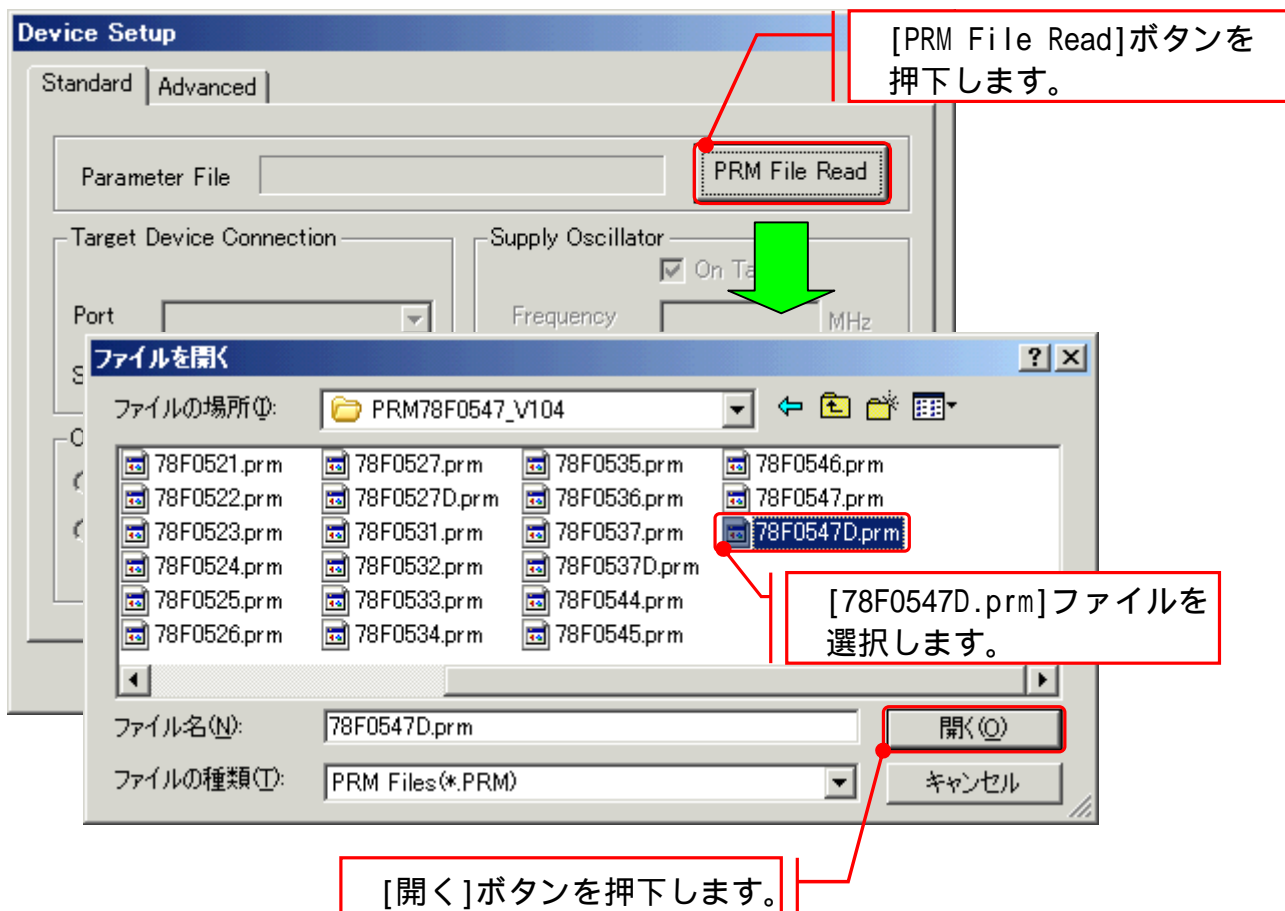 Device Setup
[PRM File Read]ボタンを
押下します。
Standard
Advanced
Parameter File
PRM File Read
Target Device Connection
Supply Oscillator
On Ta
Port
Frequency
MHz
S
ファイルを開く
ファイルの場所(I):
PRM78F0547_V104
O
78F0521.prm
78F0522.prm
78F0523.prm
78F0524.prm
78F0525.prm
78F0526.prm
78F0527.prm
78F0527D.prm
78F0531.prm
78F0532.prm
78F0533.prm
78F0534.prm
78F0535.prm
78F0536.prm
78F0537.prm
78F0537D.prm
78F0544.prm
78F0545.prm
78F0546.prm
78F0547.prm
78F0547D.prm
[78F0547D.prm]ファイルを
選択します。
ファイル名(N):
78F0547D.prm
開く(O)
ファイルの種類(T):
PRM Files(*.PRM)
キャンセル
[開く]ボタンを押下します。